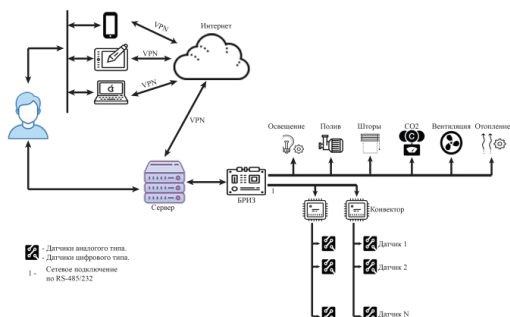 Интернет
VPN
VPN
VPN
VPN
Освещение Полив Шторы CO2 Вентиляция Отопление
C
Сервер
БРИЗ
1
Конвектор
Датчик 1
Датчик 2
Датчик N
- Датчики аналогого типа.
- Датчики цифрового типа.
1 - Сетевое подключение
по RS-485/232